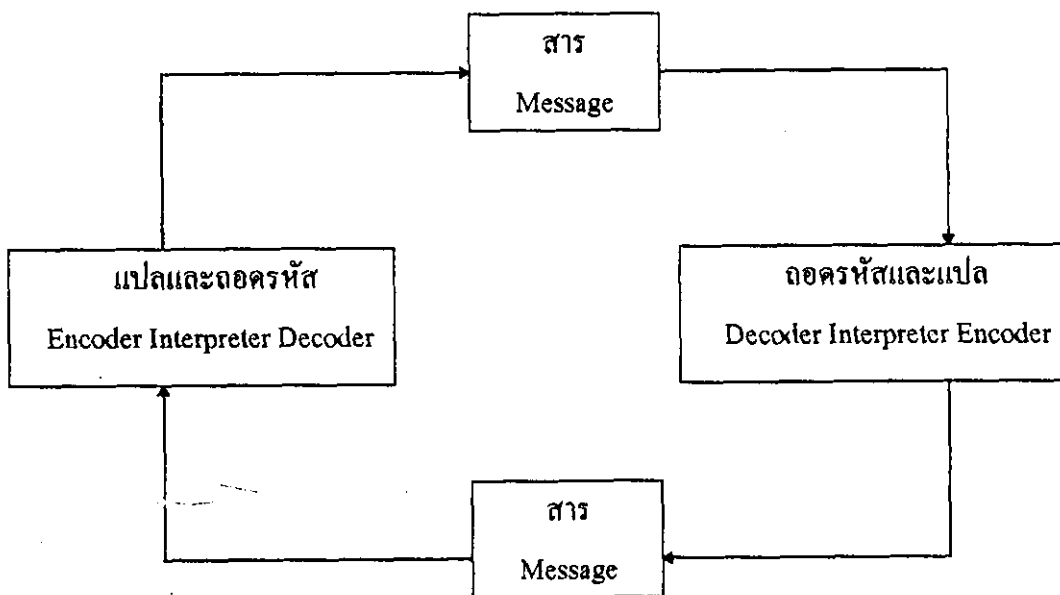 สาร
Message
แปลและถอดรหัส
Encoder Interpreter Decoder
ถอดรหัสและแปล
Decoder Interpreter Encoder
สาร
Message